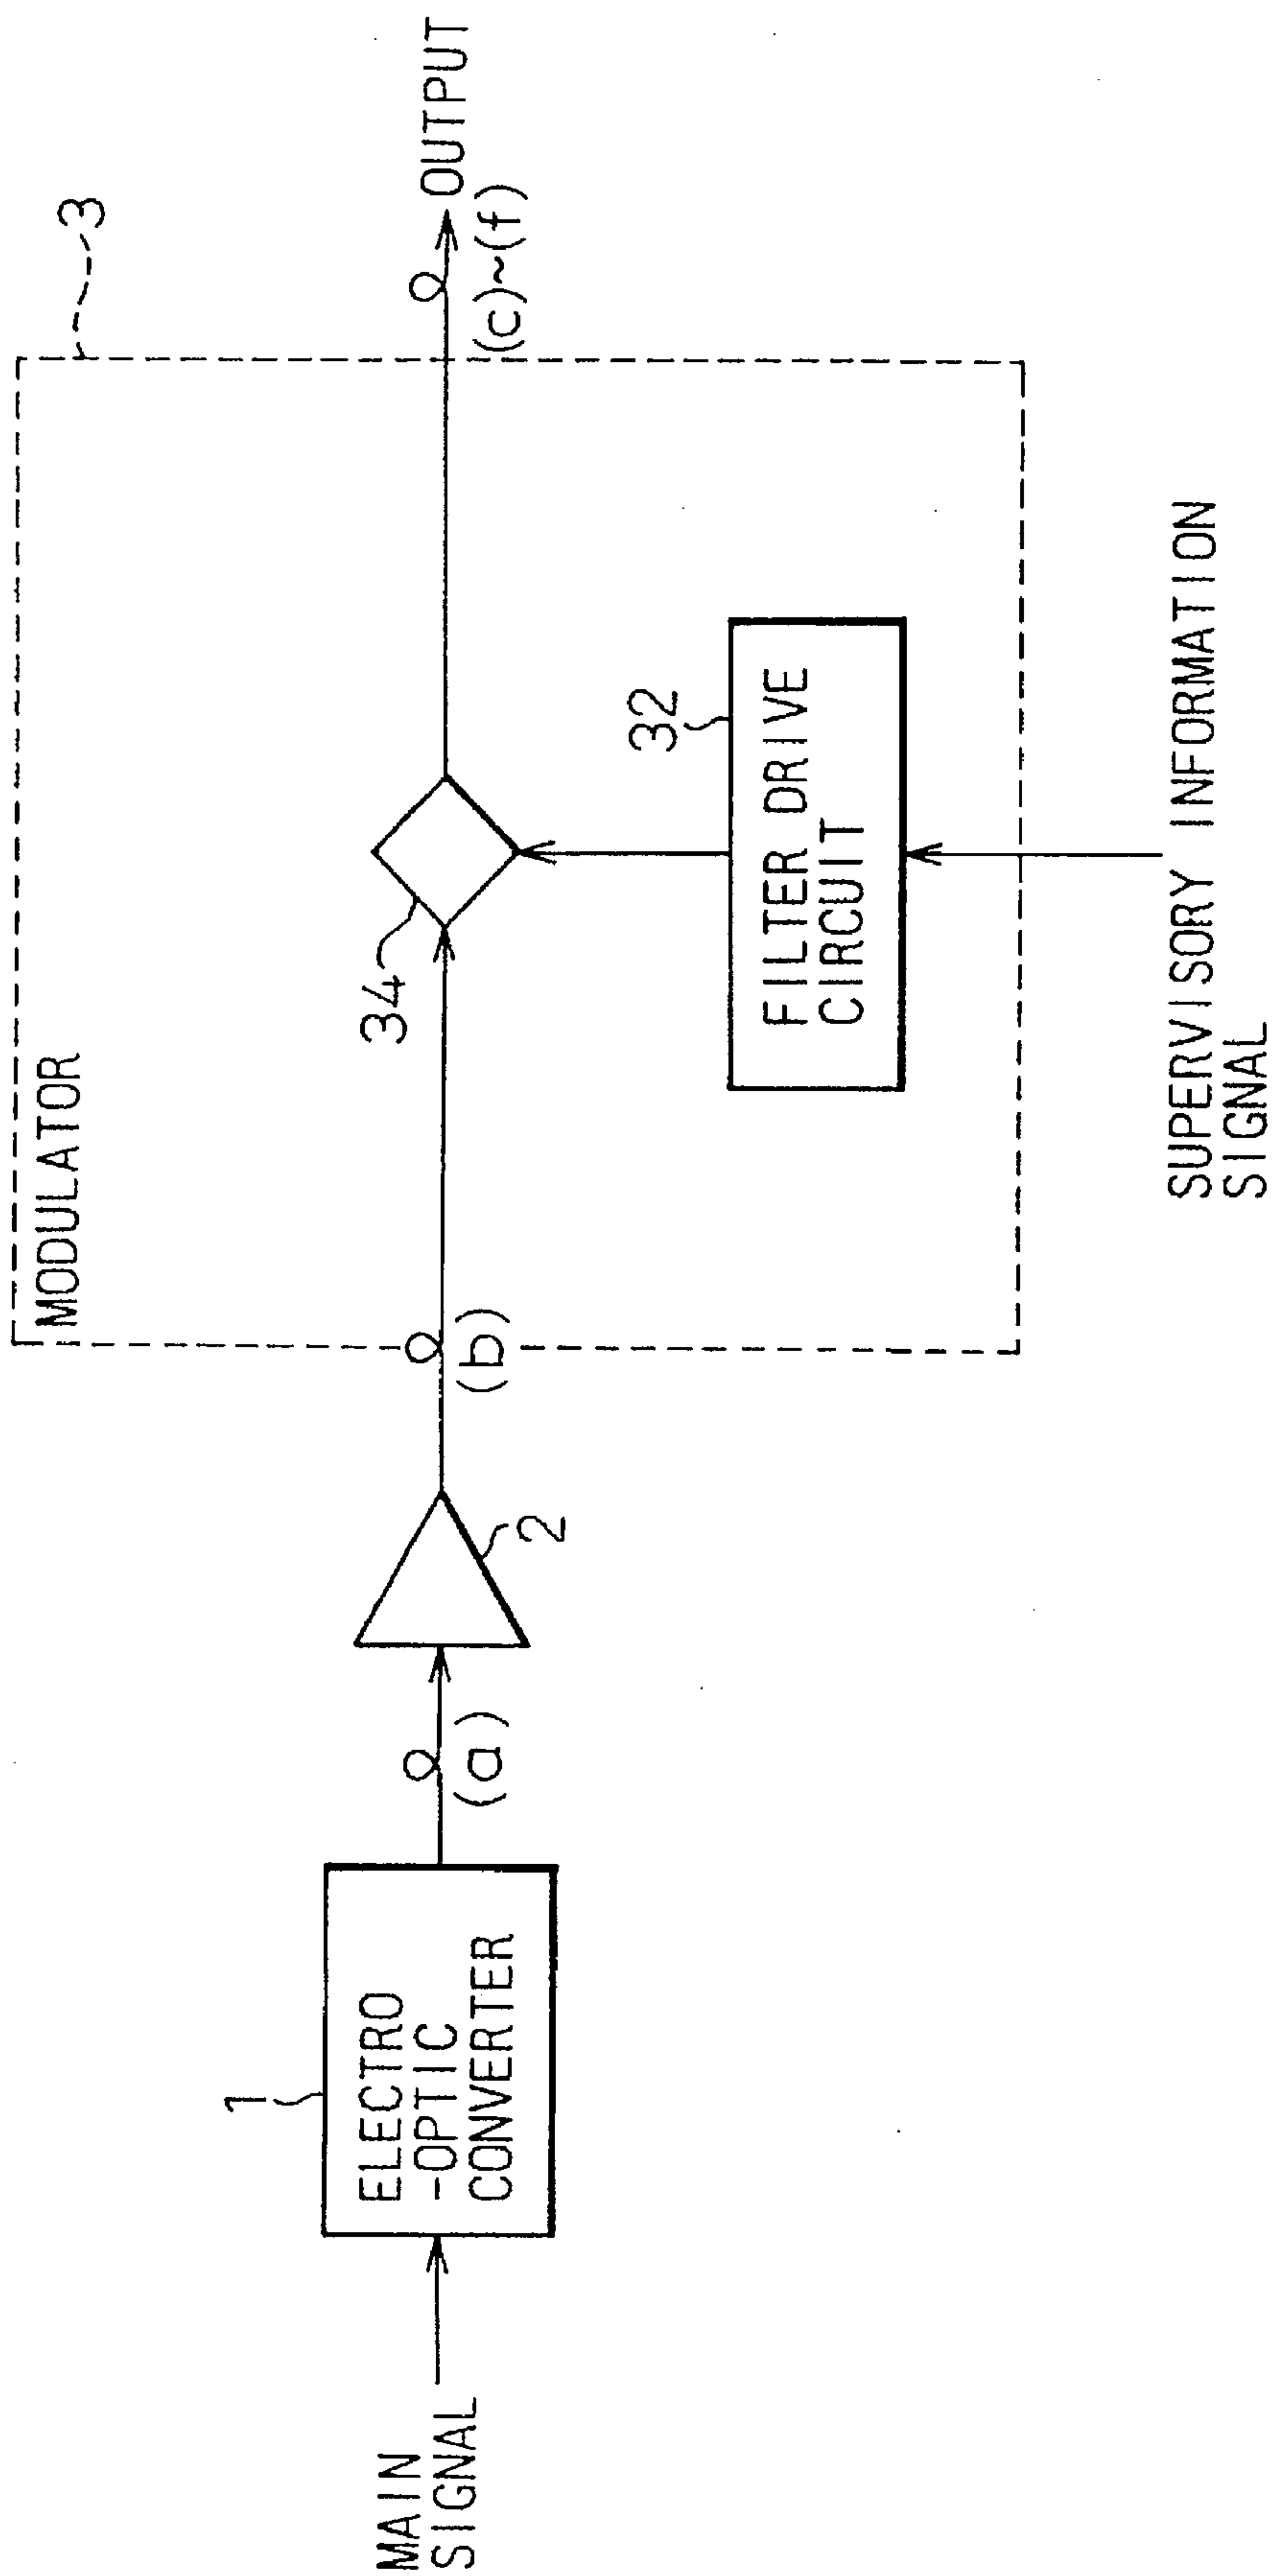 MAIN
SIGNAL
1
ELECTRO
-OPTIC
CONVERTER
(a)
2
(b)
MODULATOR
3
34
32
FILTER DRIVE
CIRCUIT
SUPERVISORY INFORMATION
SIGNAL
(c)~(f)
OUTPUT